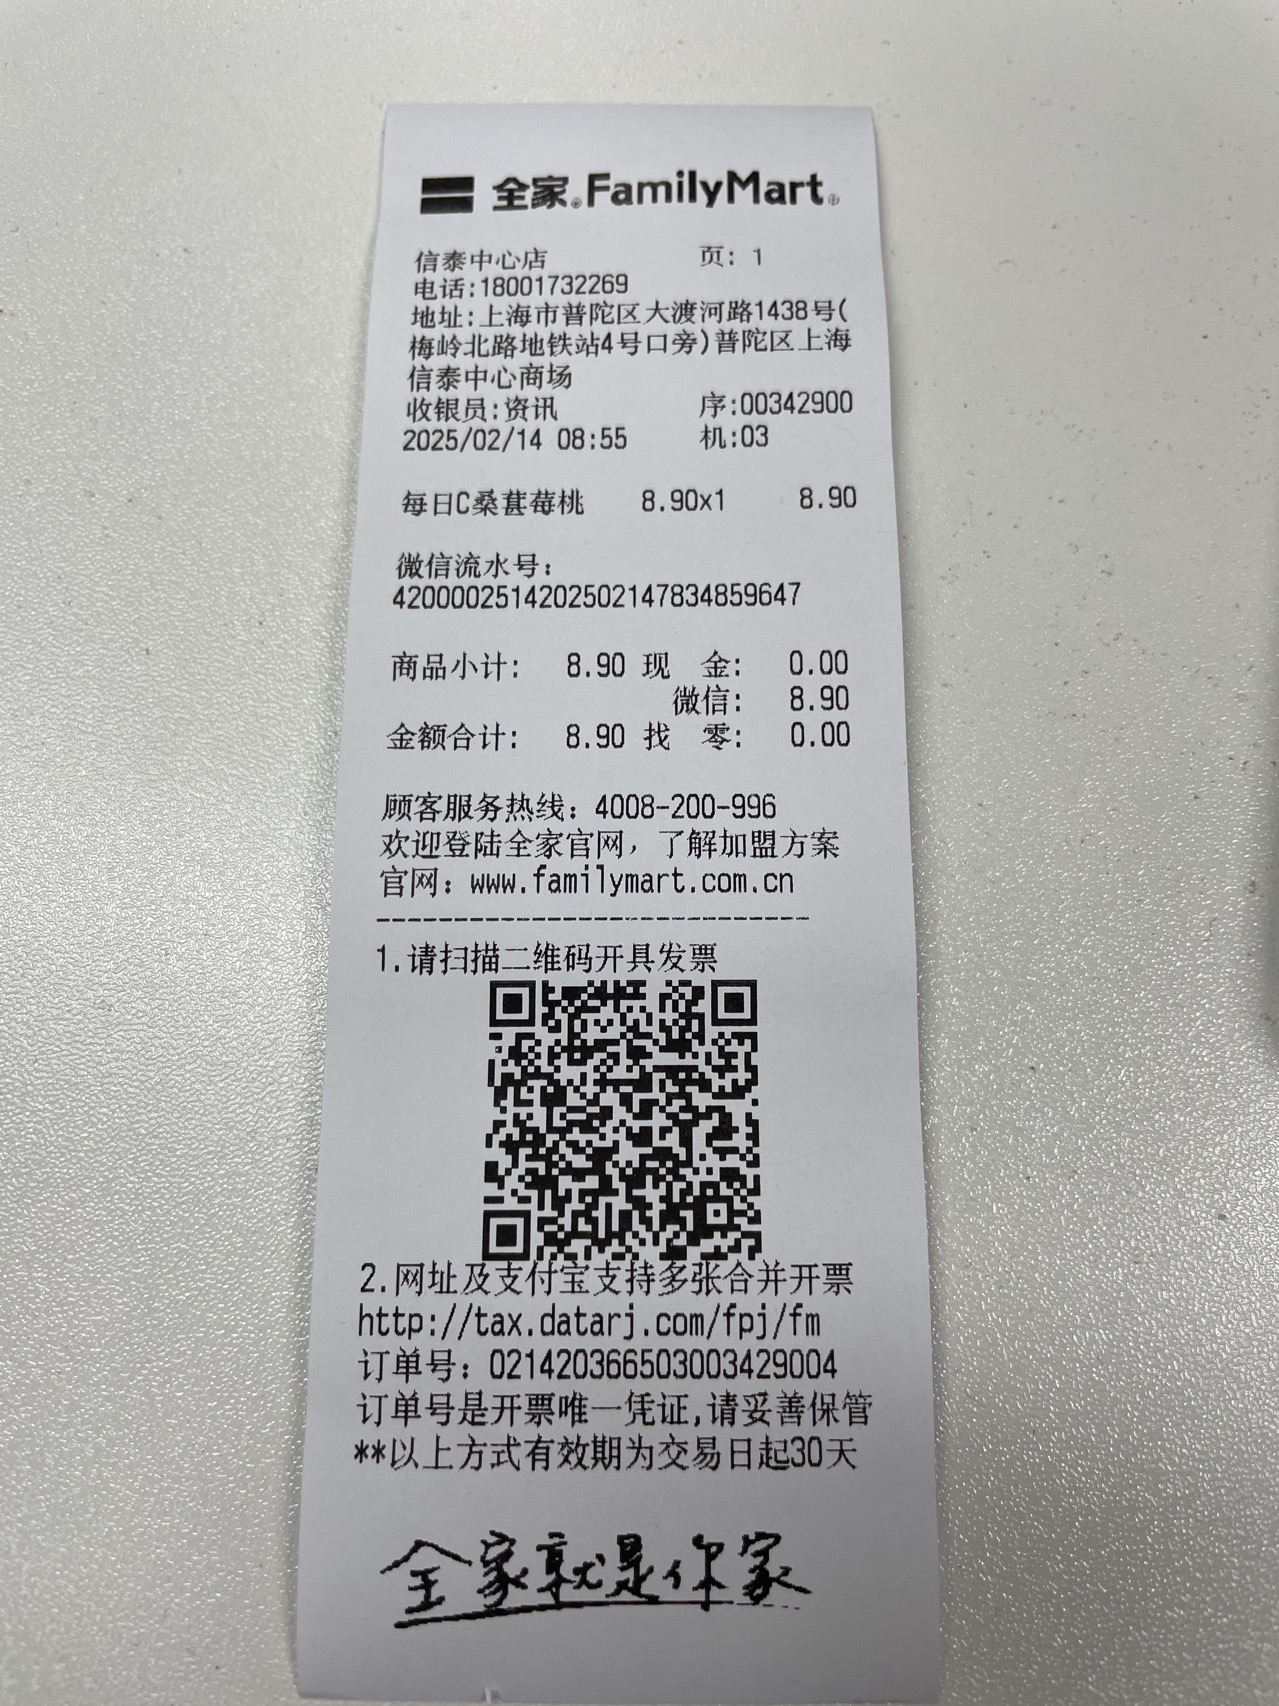 全家®FamilyMart®
信泰中心店 页: 1
电话:18001732269
地址:上海市普陀区大渡河路1438号(
梅岭北路地铁站4号口旁)普陀区上海
信泰中心商场
收银员:资讯 序:00342900
2025/02/14 08:55 机:03
每日C桑葚莓桃 8.90x1 8.90
微信流水号:
4200002514202502147834859647
商品小计: 8.90 现 金: 0.00
微信: 8.90
金额合计: 8.90 找 零: 0.00
顾客服务热线: 4008-200-996
欢迎登陆全家官网，了解加盟方案
官网: www.familymart.com.cn
----------------------------
1.请扫描二维码开具发票
2.网址及支付宝支持多张合并开票
http://tax.datarj.com/fpj/fm
订单号: 021420366503003429004
订单号是开票唯一凭证,请妥善保管
**以上方式有效期为交易日起30天
全家就是你家